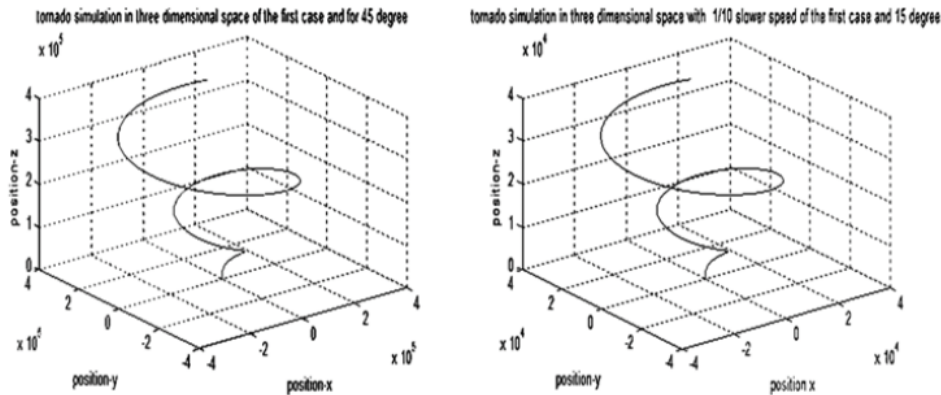 tornado simulation in three dimensional space of the first case and for 45 degree
x 10^5
4
3
2
1
0
position-z
4
2
0
-2
-4
x 10^5
position-y
-4
-2
0
2
4
x 10^5
position-x
tornado simulation in three dimensional space with 1/10 slower speed of the first case and 15 degree
x 10^4
4
3
2
1
0
position-z
4
2
0
-2
-4
x 10^4
position-y
-4
-2
0
2
4
x 10^4
position x